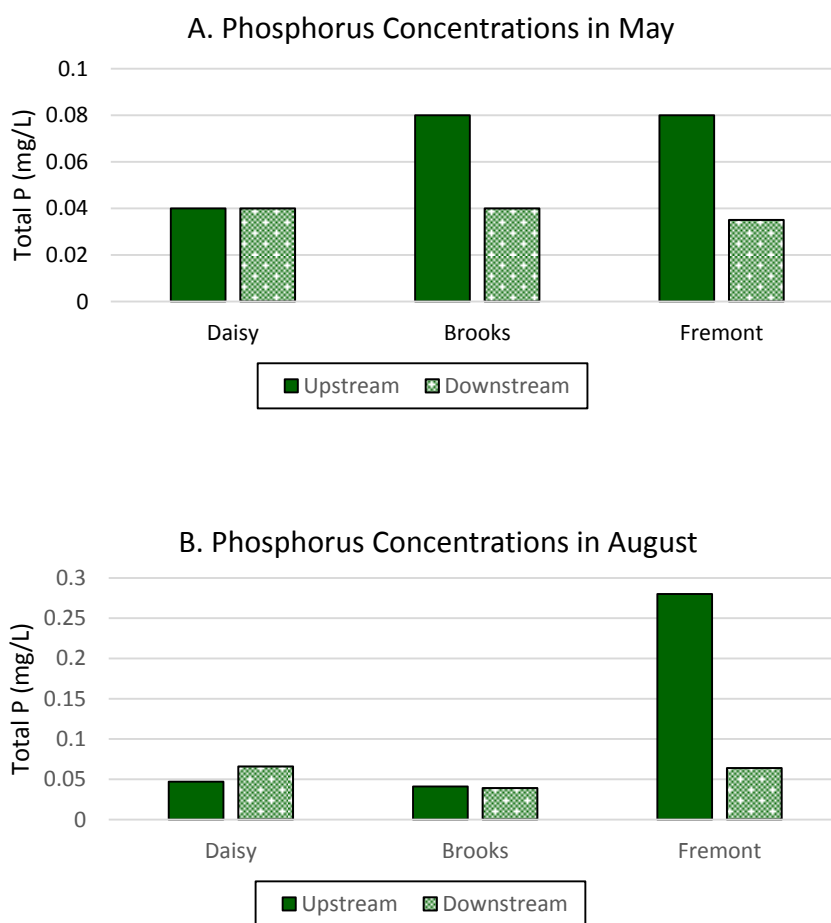 A. Phosphorus Concentrations in May
Total P (mg/L)
0.1
0.08
0.06
0.04
0.02
0
Daisy Brooks Fremont
Upstream Downstream
B. Phosphorus Concentrations in August
Total P (mg/L)
0.3
0.25
0.2
0.15
0.1
0.05
0
Daisy Brooks Fremont
Upstream Downstream